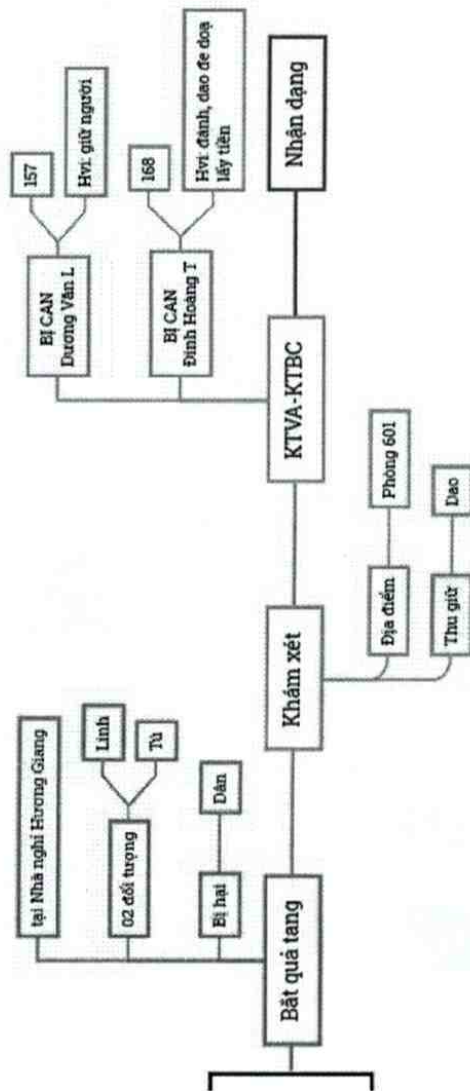 Bắt quả tang
tại Nhà nghỉ Hương Giang
02 đối tượng
Linh
Tú
Bị hại
Dân
Khám xét
Địa điểm
Phòng 601
Thu giữ
Dao
KTVA-KTBC
BỊ CAN
Dương Văn L
157
Hvi: giữ người
BỊ CAN
Đinh Hoàng T
168
Hvi: đánh, dao đe doạ
lấy tiền
Nhận dạng